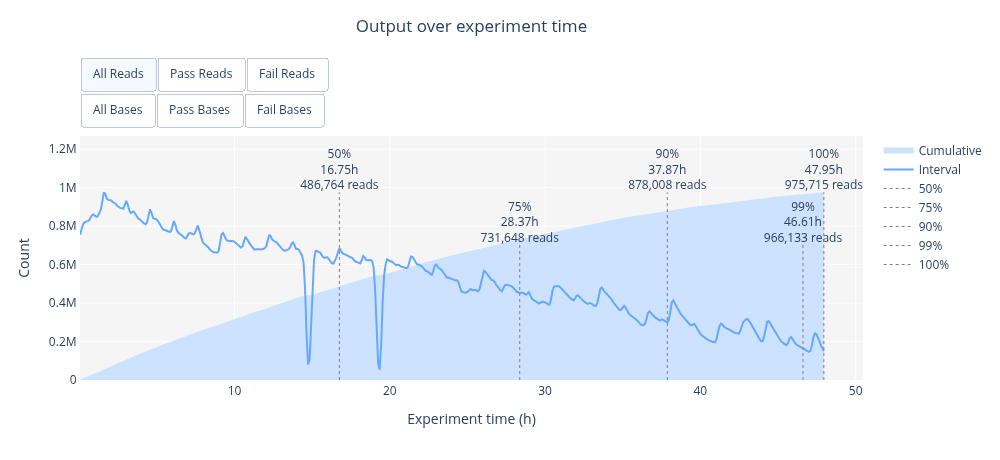 Output over experiment time
All Reads Pass Reads Fail Reads
All Bases Pass Bases Fail Bases
1.2M
1M
0.8M
0.6M
0.4M
0.2M
0
Count
50%
16.75h
486,764 reads
75%
28.37h
731,648 reads
90%
37.87h
878,008 reads
100%
47.95h
975,715 reads
99%
46.61h
966,133 reads
10 20 30 40 50
Experiment time (h)
Cumulative
Interval
50%
75%
90%
99%
100%